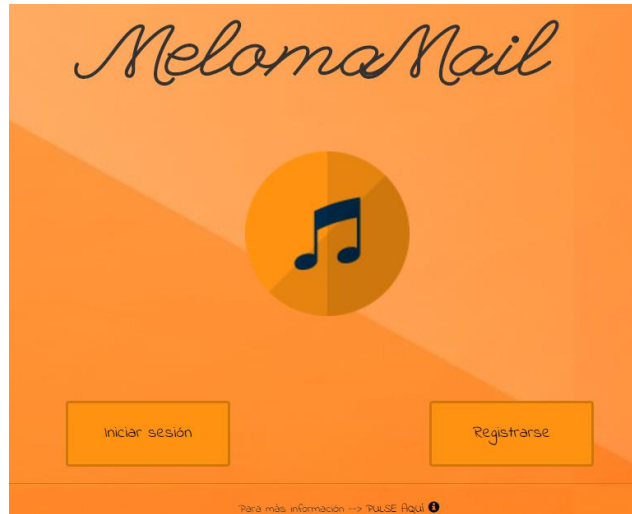 MelomaMail
Iniciar sesión
Registrarse
Para más información --> PULSE AQUÍ